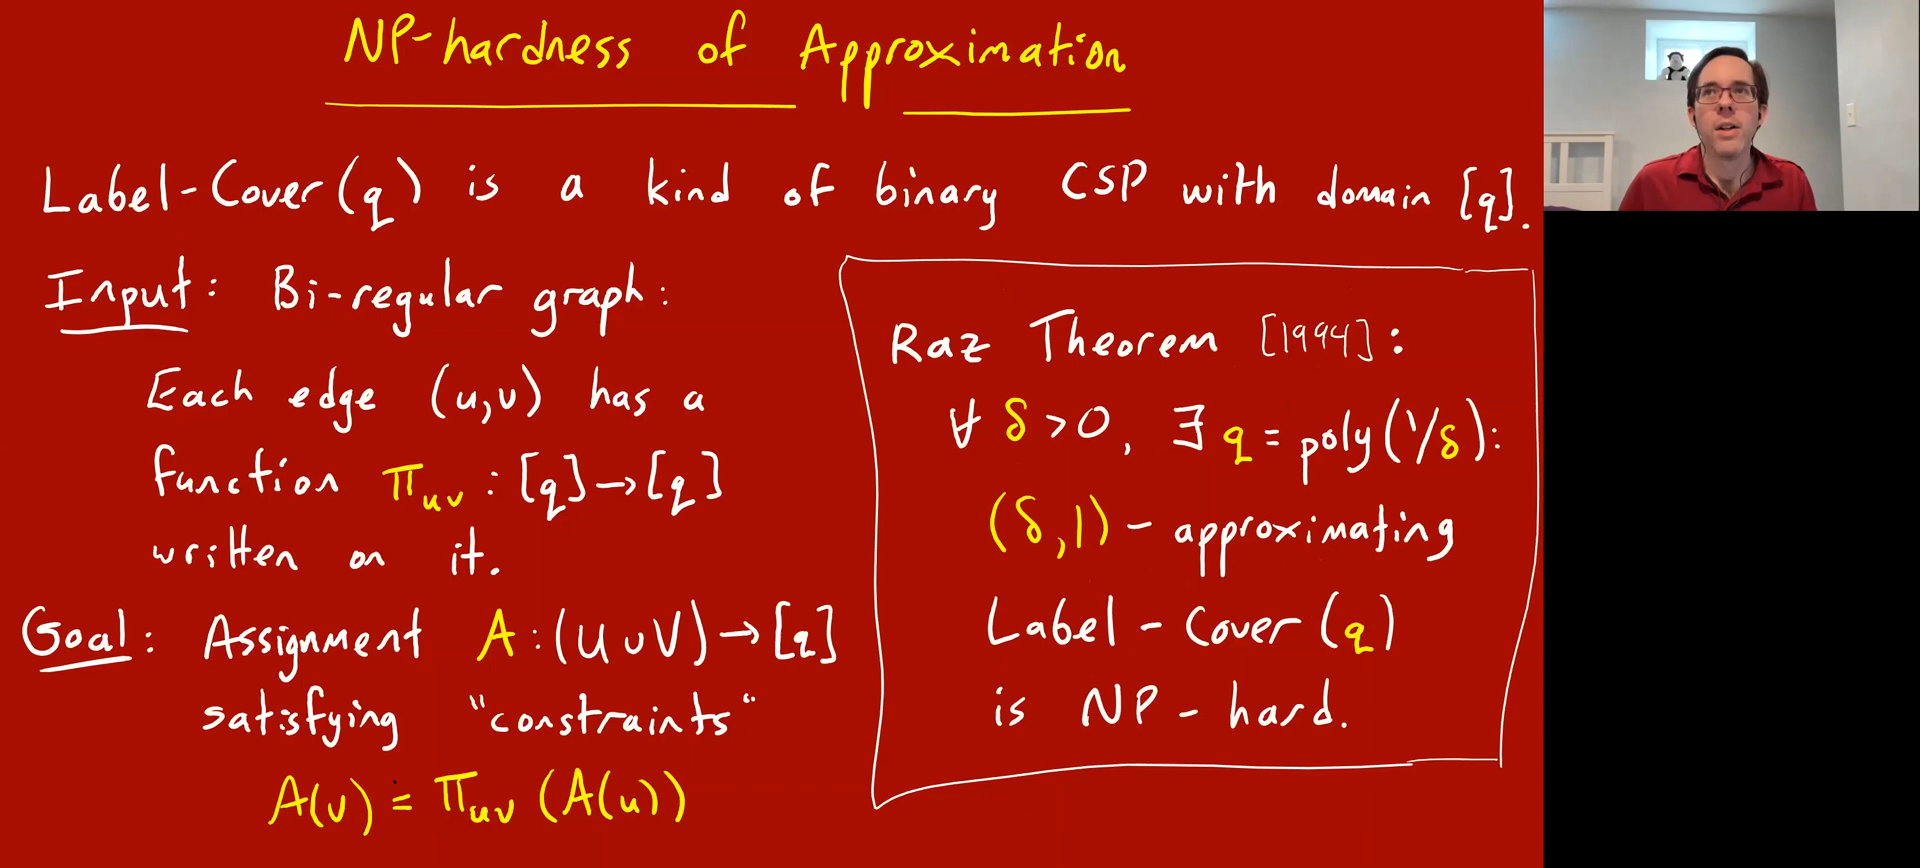 NP-hardness of Approximation
Label-Cover(q) is a kind of binary CSP with domain [q].
Input: Bi-regular graph:
Each edge (u,v) has a
function π_uv : [q]→[q]
written on it.
Goal: Assignment A:(U∪V)→[q]
satisfying "constraints"
A(v) = π_uv (A(u))
Raz Theorem [1994]:
∀ δ>0, ∃ q = poly(1/δ):
(δ,1)-approximating
Label-Cover(q)
is NP-hard.